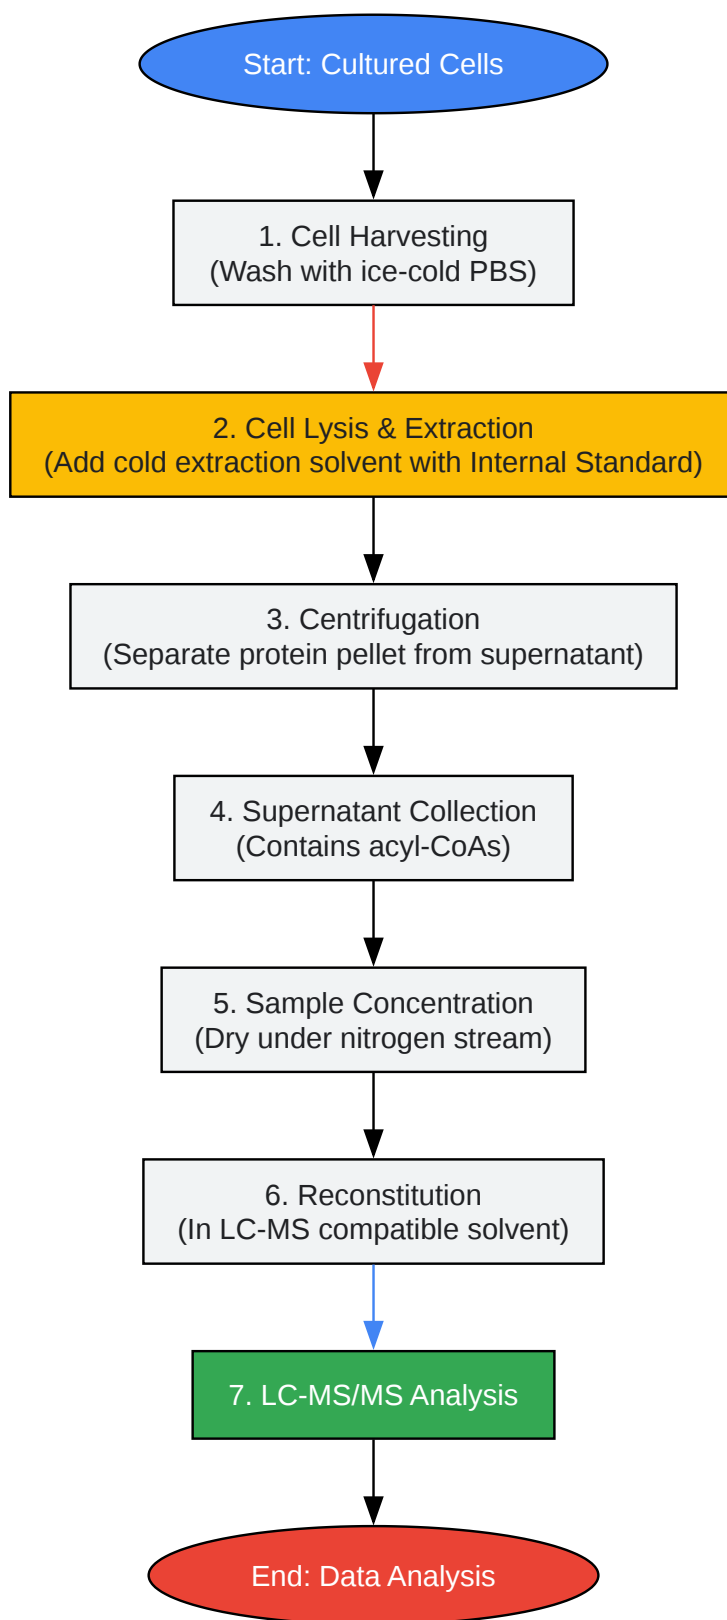 Start: Cultured Cells
1. Cell Harvesting
(Wash with ice-cold PBS)
2. Cell Lysis & Extraction
(Add cold extraction solvent with Internal Standard)
3. Centrifugation
(Separate protein pellet from supernatant)
4. Supernatant Collection
(Contains acyl-CoAs)
5. Sample Concentration
(Dry under nitrogen stream)
6. Reconstitution
(In LC-MS compatible solvent)
7. LC-MS/MS Analysis
End: Data Analysis